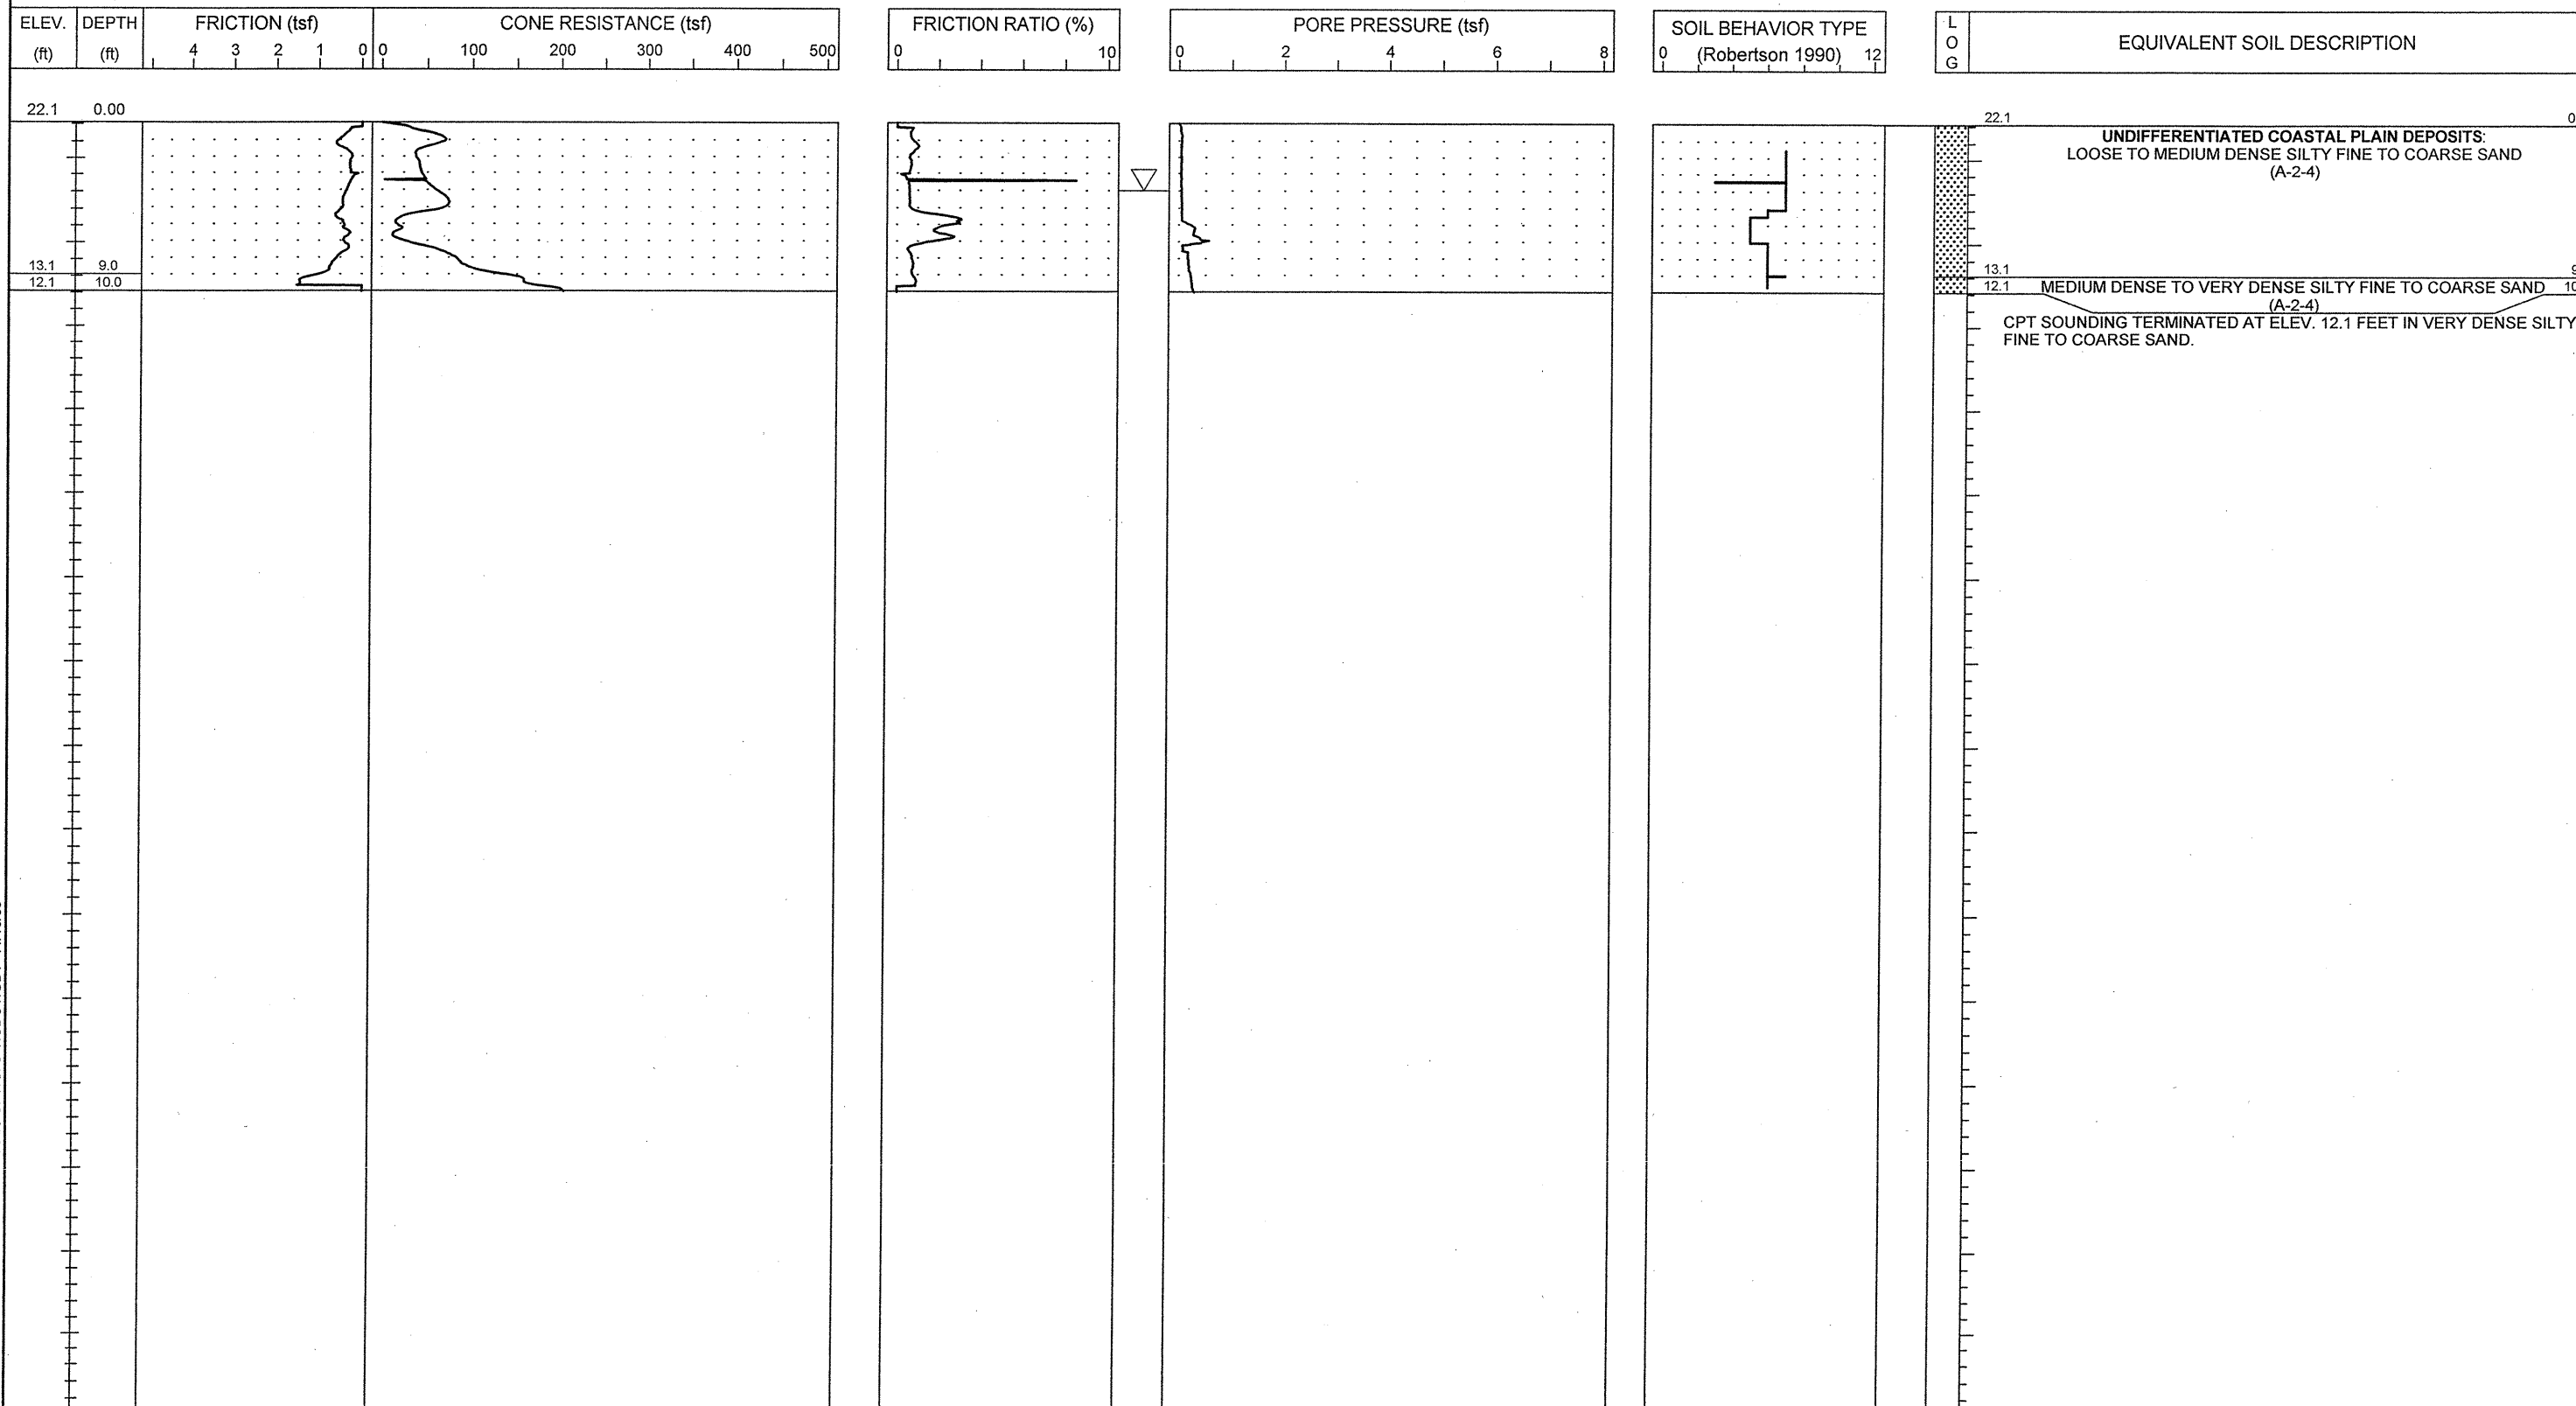 ELEV. DEPTH FRICTION (tsf) CONE RESISTANCE (tsf) FRICTION RATIO (%) PORE PRESSURE (tsf) SOIL BEHAVIOR TYPE LOG EQUIVALENT SOIL DESCRIPTION
(ft) (ft) 4 3 2 1 0 0 100 200 300 400 500 0 10 0 2 4 6 8 0 (Robertson 1990) 12
22.1 0.00
22.1 0
UNDIFFERENTIATED COASTAL PLAIN DEPOSITS:
LOOSE TO MEDIUM DENSE SILTY FINE TO COARSE SAND
(A-2-4)
13.1 9.0
13.1 9
12.1 10.0
12.1 MEDIUM DENSE TO VERY DENSE SILTY FINE TO COARSE SAND 10
(A-2-4)
CPT SOUNDING TERMINATED AT ELEV. 12.1 FEET IN VERY DENSE SILTY
FINE TO COARSE SAND.